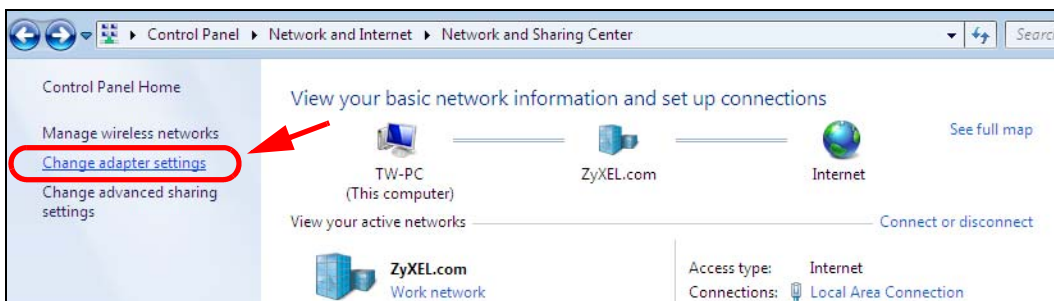 Control Panel ▸ Network and Internet ▸ Network and Sharing Center
Searc
Control Panel Home
Manage wireless networks
Change adapter settings
Change advanced sharing
settings
View your basic network information and set up connections
See full map
TW-PC
(This computer)
ZyXEL.com
Internet
View your active networks
Connect or disconnect
ZyXEL.com
Work network
Access type: Internet
Connections: Local Area Connection